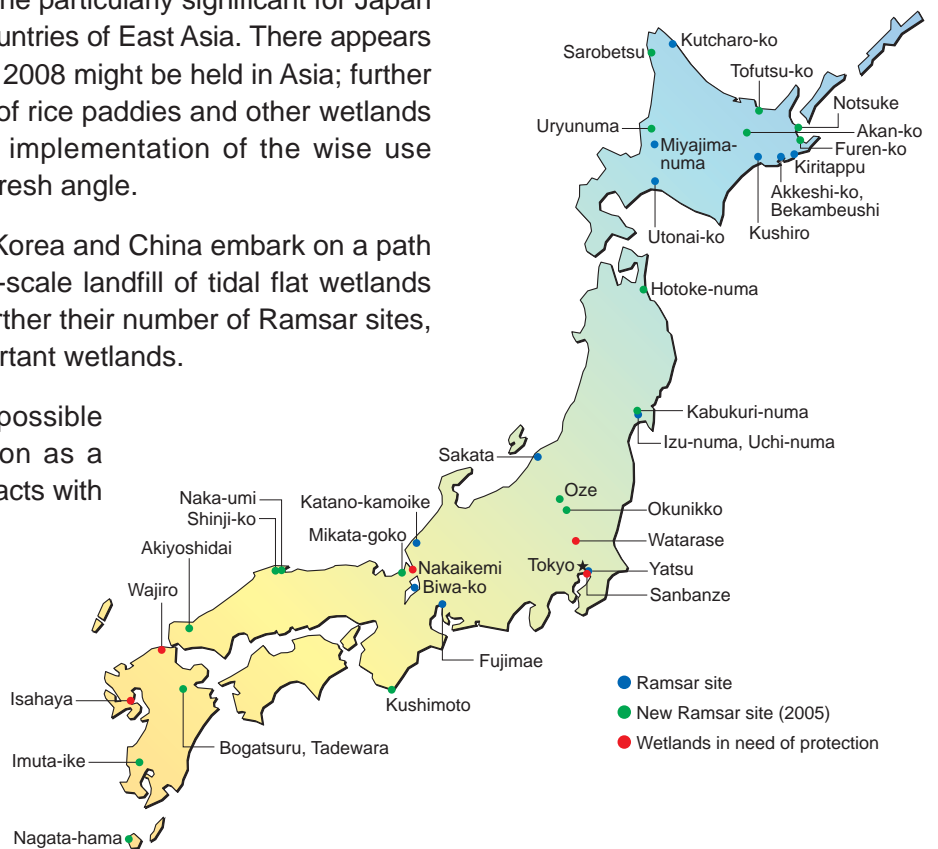 ne particularly significant for Japan
ountries of East Asia. There appears
2008 might be held in Asia; further
of rice paddies and other wetlands
implementation of the wise use
resh angle.
Korea and China embark on a path
-scale landfill of tidal flat wetlands
rther their number of Ramsar sites,
rtant wetlands.
possible
on as a
acts with
Kutcharo-ko
Sarobetsu
Tofutsu-ko
Notsuke
Uryunuma
Akan-ko
Miyajima-
numa
Furen-ko
Kiritappu
Akkeshi-ko,
Bekambeushi
Utonai-ko
Kushiro
Hotoke-numa
Kabukuri-numa
Izu-numa, Uchi-numa
Sakata
Oze
Okunikko
Naka-umi
Shinji-ko
Katano-kamoike
Mikata-goko
Akiyoshidai
Watarase
Nakaikemi
Tokyo
Yatsu
Biwa-ko
Sanbanze
Wajiro
Fujimae
Kushimoto
Isahaya
Bogatsuru, Tadewara
Imuta-ike
Nagata-hama
Ramsar site
New Ramsar site (2005)
Wetlands in need of protection